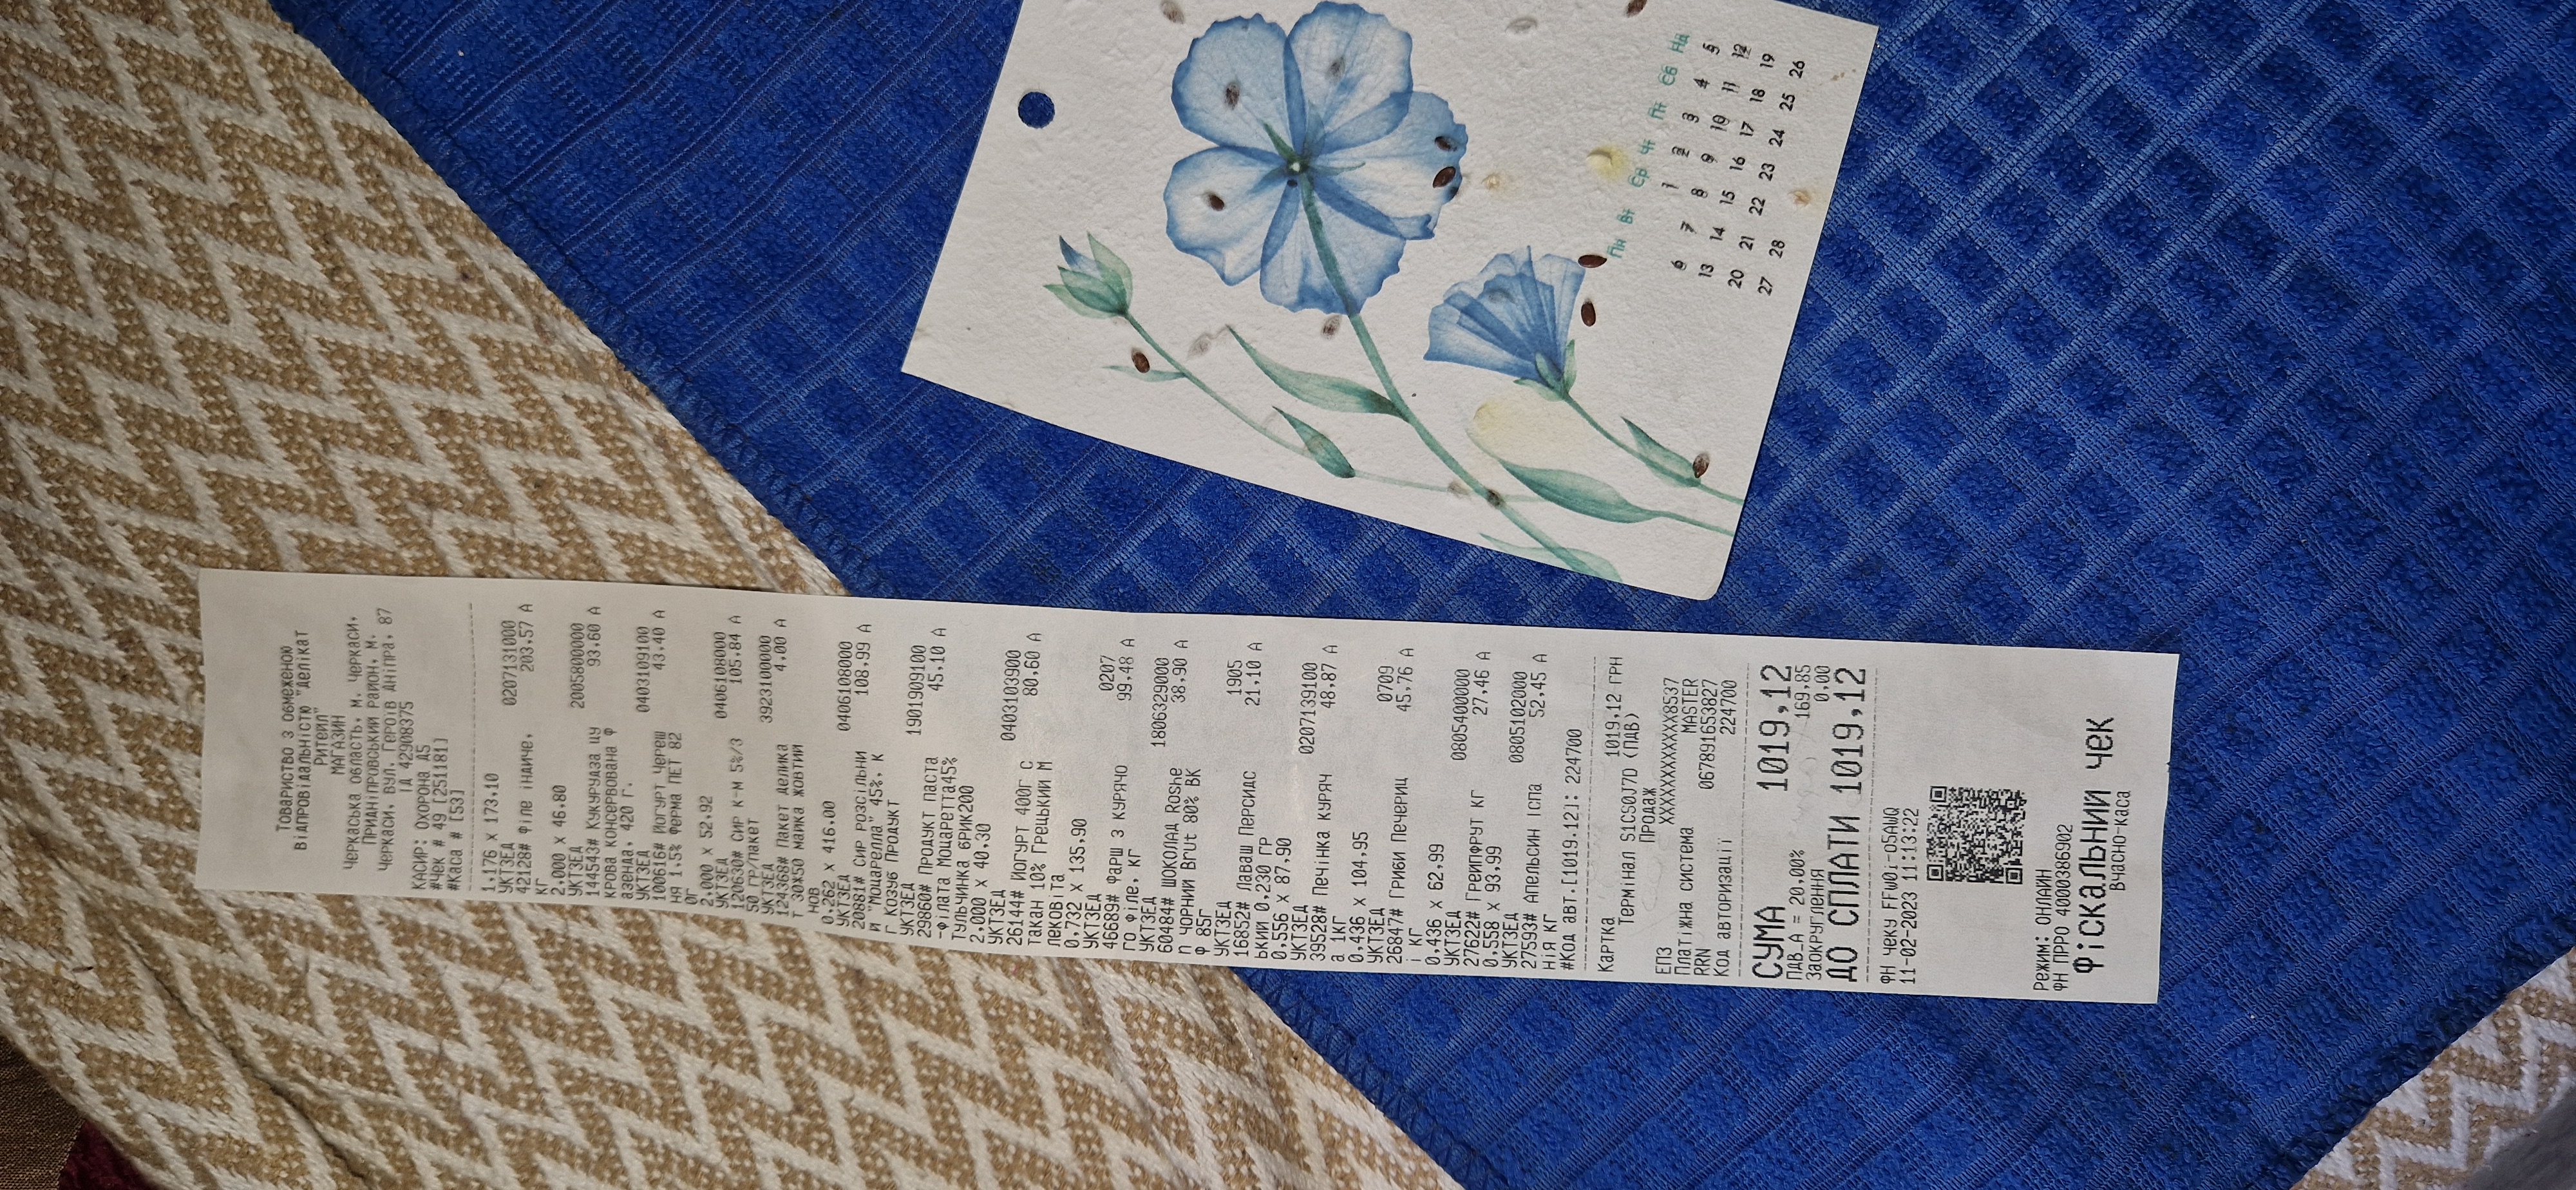 Товариство з обмеженою
відповідальністю "Делікат
Рітейл"
МАГАЗИН
Черкаська область, м. Черкаси,
Придніпровський район, м.
Черкаси, вул. Героїв Дніпра, 87
ІД 42908375
КАСИР: Охорона Д5
#Чек # 49 [251181]
#Каса # [53]
1.176 x 173.10
УКТЗЕД 0207131000
42128# Філе індиче, 203.57 А
кг
2.000 x 46.80
УКТЗЕД 2005800000
144543# Кукурудза цу 93.60 А
крова консервована ф
азенда, 420 г.
УКТЗЕД 0403109100
100616# Йогурт Череш 43.40 А
ня 1.5% Ферма ПЕТ 82
0г
2.000 x 52.92
УКТЗЕД 0406108000
120630# Сир к-м 5%/3 105.84 А
50 гр/пакет
УКТЗЕД 3923100000
124368# Пакет делика 4.00 А
т 30*50 майка жовтий
нов
0.262 x 416.00
УКТЗЕД 0406108000
20881# Сир розсільни 108.99 А
й "Моцарелла" 45%, К
г Козуб Продукт
УКТЗЕД 1901909100
29860# Продукт паста 45.10 А
-філата Моцаретта45%
Тульчинка брик200
2.000 x 40.30
УКТЗЕД 0403103900
26144# Йогурт 400г с 80.60 А
такан 10% Грецький М
лековіта
0.732 x 135.90
УКТЗЕД 0207
46689# Фарш з курячо 99.48 А
го філе, кг
УКТЗЕД 1806329000
60484# Шоколад Roshe 38.90 А
n чорний Brut 80% вк
ф 85г
УКТЗЕД 1905
16852# Лаваш Персидс 21.10 А
ький 0,230 гр
0.556 x 87.90
УКТЗЕД 0207139100
39528# Печінка куряч 48.87 А
а 1кг
0.436 x 104.95
УКТЗЕД 0709
26847# Гриби Печериц 45.76 А
і кг
0.436 x 62.99
УКТЗЕД 0805400000
27622# Грейпфрут кг 27.46 А
0.558 x 93.99
УКТЗЕД 0805102000
27593# Апельсин Іспа 52.45 А
нія кг
#Код авт.[1019.12]: 224700
Картка 1019,12 ГРН
Термінал S1CS0J7D (ПДВ)
Продаж
ЕПЗ XXXXXXXXXXXX8537
Платіжна система MASTER
RRN 067891653827
Код авторизації 224700
СУМА 1019,12
ПДВ_А = 20.00% 169,85
Заокруглення 0,00
ДО СПЛАТИ 1019,12
ФН чеку FFW0i-D5AWQ
11-02-2023 11:13:22
Режим: ОНЛАЙН
ФН ПРРО 4000386902
Фіскальний чек
Вчасно-каса
Пн Вт Ср Чт Пт Сб Нд
1 2 3 4 5
6 7 8 9 10 11 12
13 14 15 16 17 18 19
20 21 22 23 24 25 26
27 28